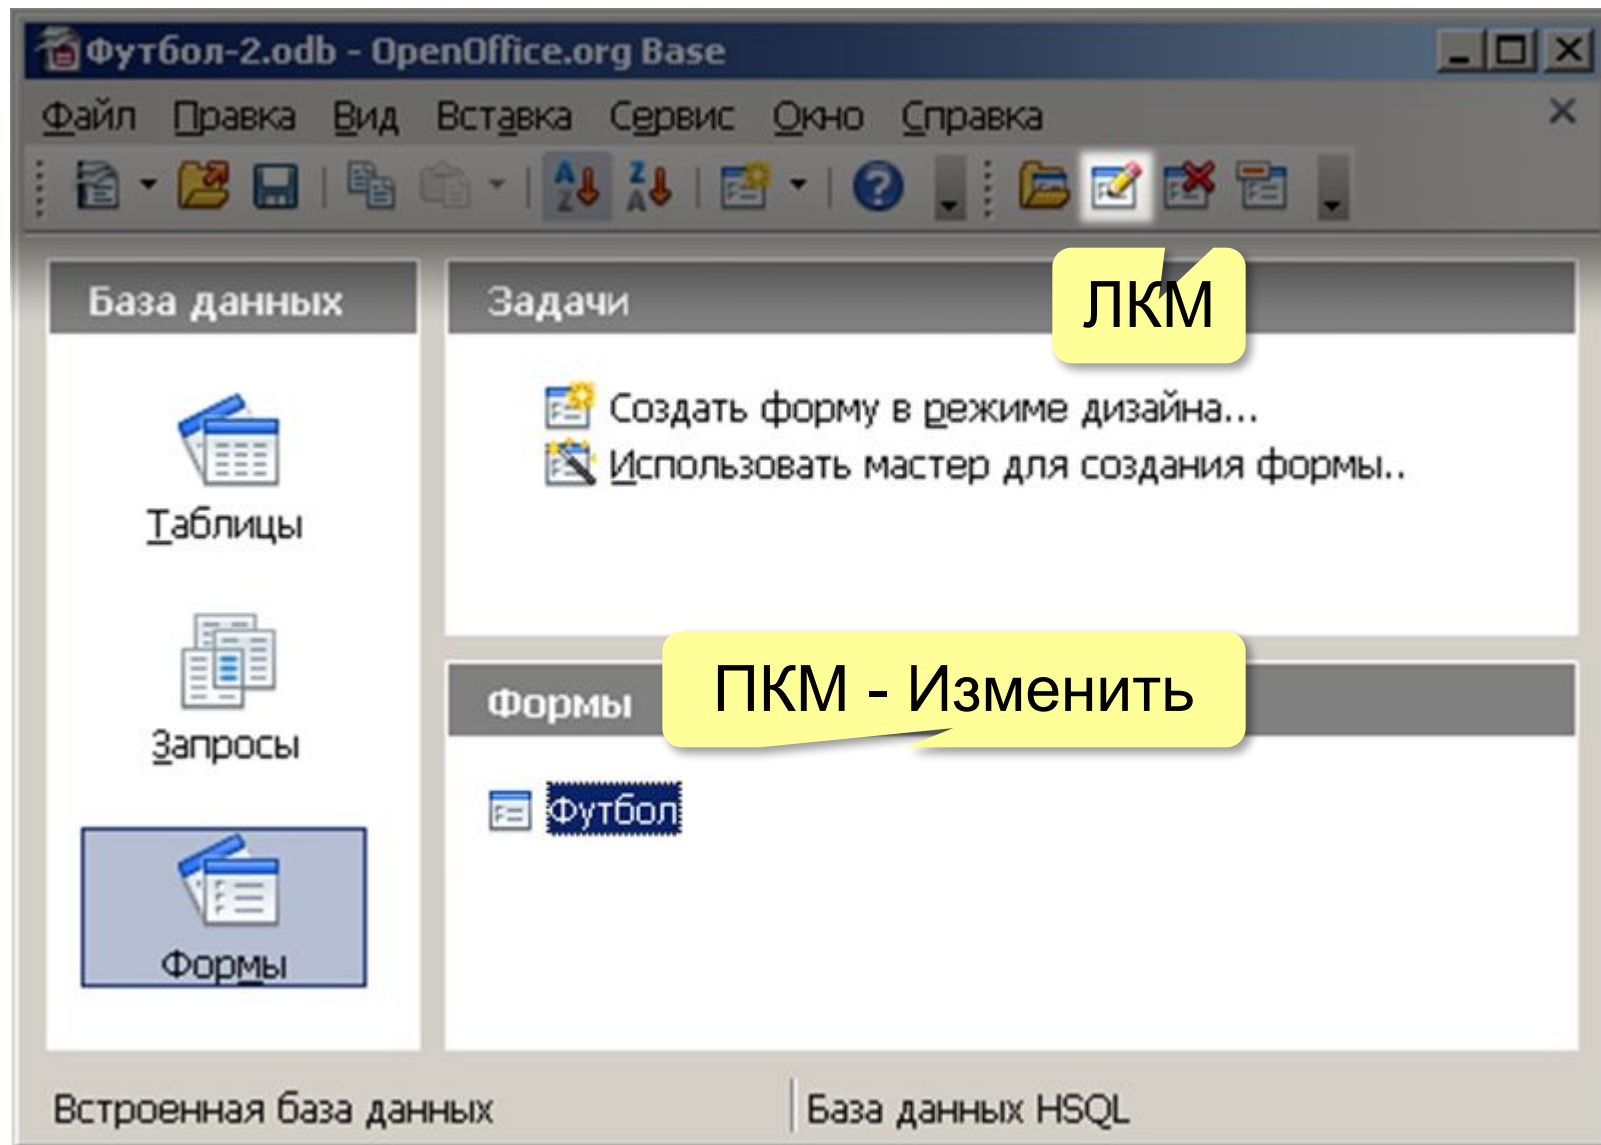 Футбол-2.odb - OpenOffice.org Base
Файл Правка Вид Вставка Сервис Окно Справка
База данных
Задачи
ЛКМ
Создать форму в режиме дизайна...
Использовать мастер для создания формы..
Таблицы
Запросы
Формы
Формы
ПКМ - Изменить
Футбол
Встроенная база данных
База данных HSQL